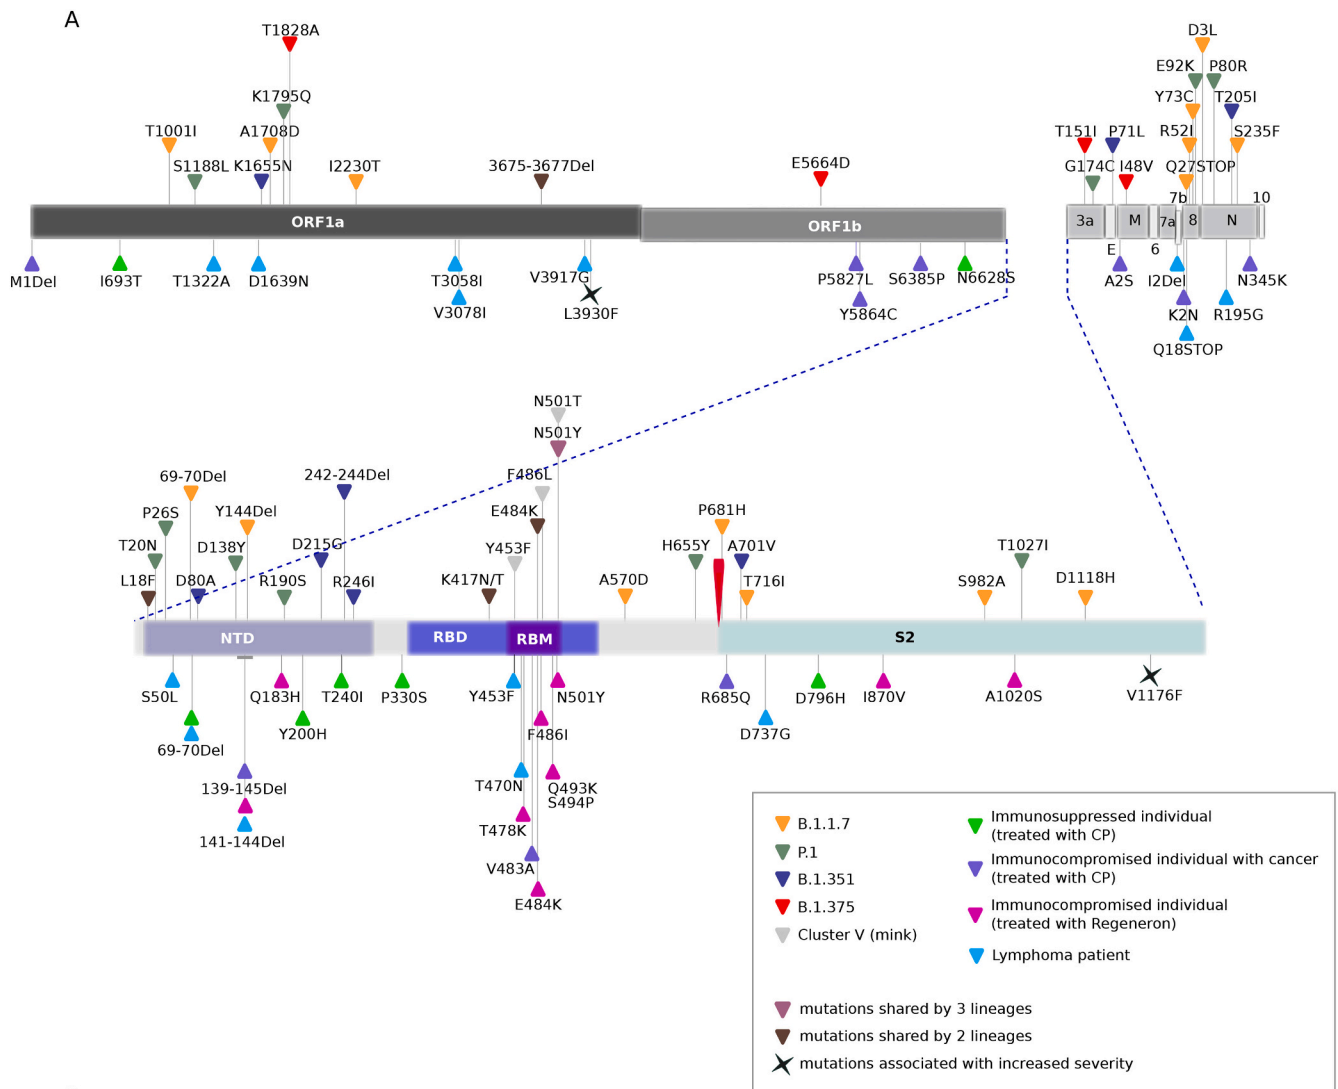 A
T1828A
D3L
E92K P80R
K1795Q
Y73C T205I
T1001I A1708D
T151I P71L R52I S235F
S1188L K1655N I2230T 3675-3677Del E5664D
G174C I48V Q27STOP
7b 10
ORF1a ORF1b 3a M 7a 8 N
E 6
M1Del I693T T1322A D1639N T3058I V3917G P5827L S6385P N6628S A2S I2Del N345K
V3078I L3930F Y5864C K2N R195G
Q18STOP
N501T
N501Y
69-70Del 242-244Del F486L
P26S Y144Del E484K P681H
T20N D138Y D215G Y453F H655Y A701V T1027I
L18F D80A R190S R246I K417N/T A570D T716I S982A D1118H
NTD RBD RBM S2
S50L Q183H T240I P330S Y453F N501Y R685Q D796H I870V A1020S V1176F
69-70Del Y200H F486I D737G
139-145Del T470N Q493K
S494P
141-144Del T478K
V483A
E484K
B.1.1.7
P.1
B.1.351
B.1.375
Cluster V (mink)
Immunosuppressed individual
(treated with CP)
Immunocompromised individual with cancer
(treated with CP)
Immunocompromised individual
(treated with Regeneron)
Lymphoma patient
mutations shared by 3 lineages
mutations shared by 2 lineages
mutations associated with increased severity